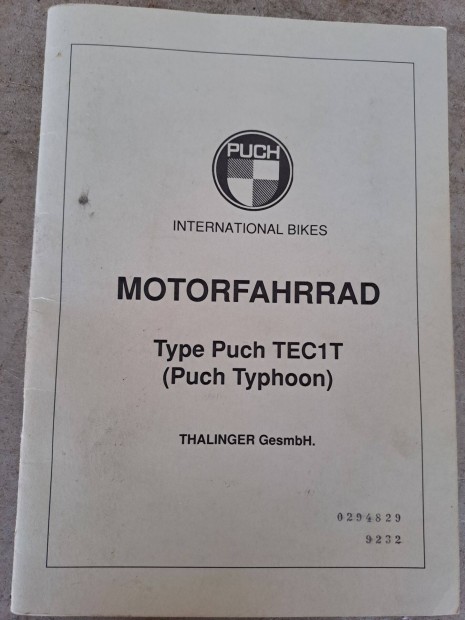 PUCH
INTERNATIONAL BIKES
MOTORFAHRRAD
Type Puch TEC1T
(Puch Typhoon)
THALINGER GesmbH.
0294829
9232